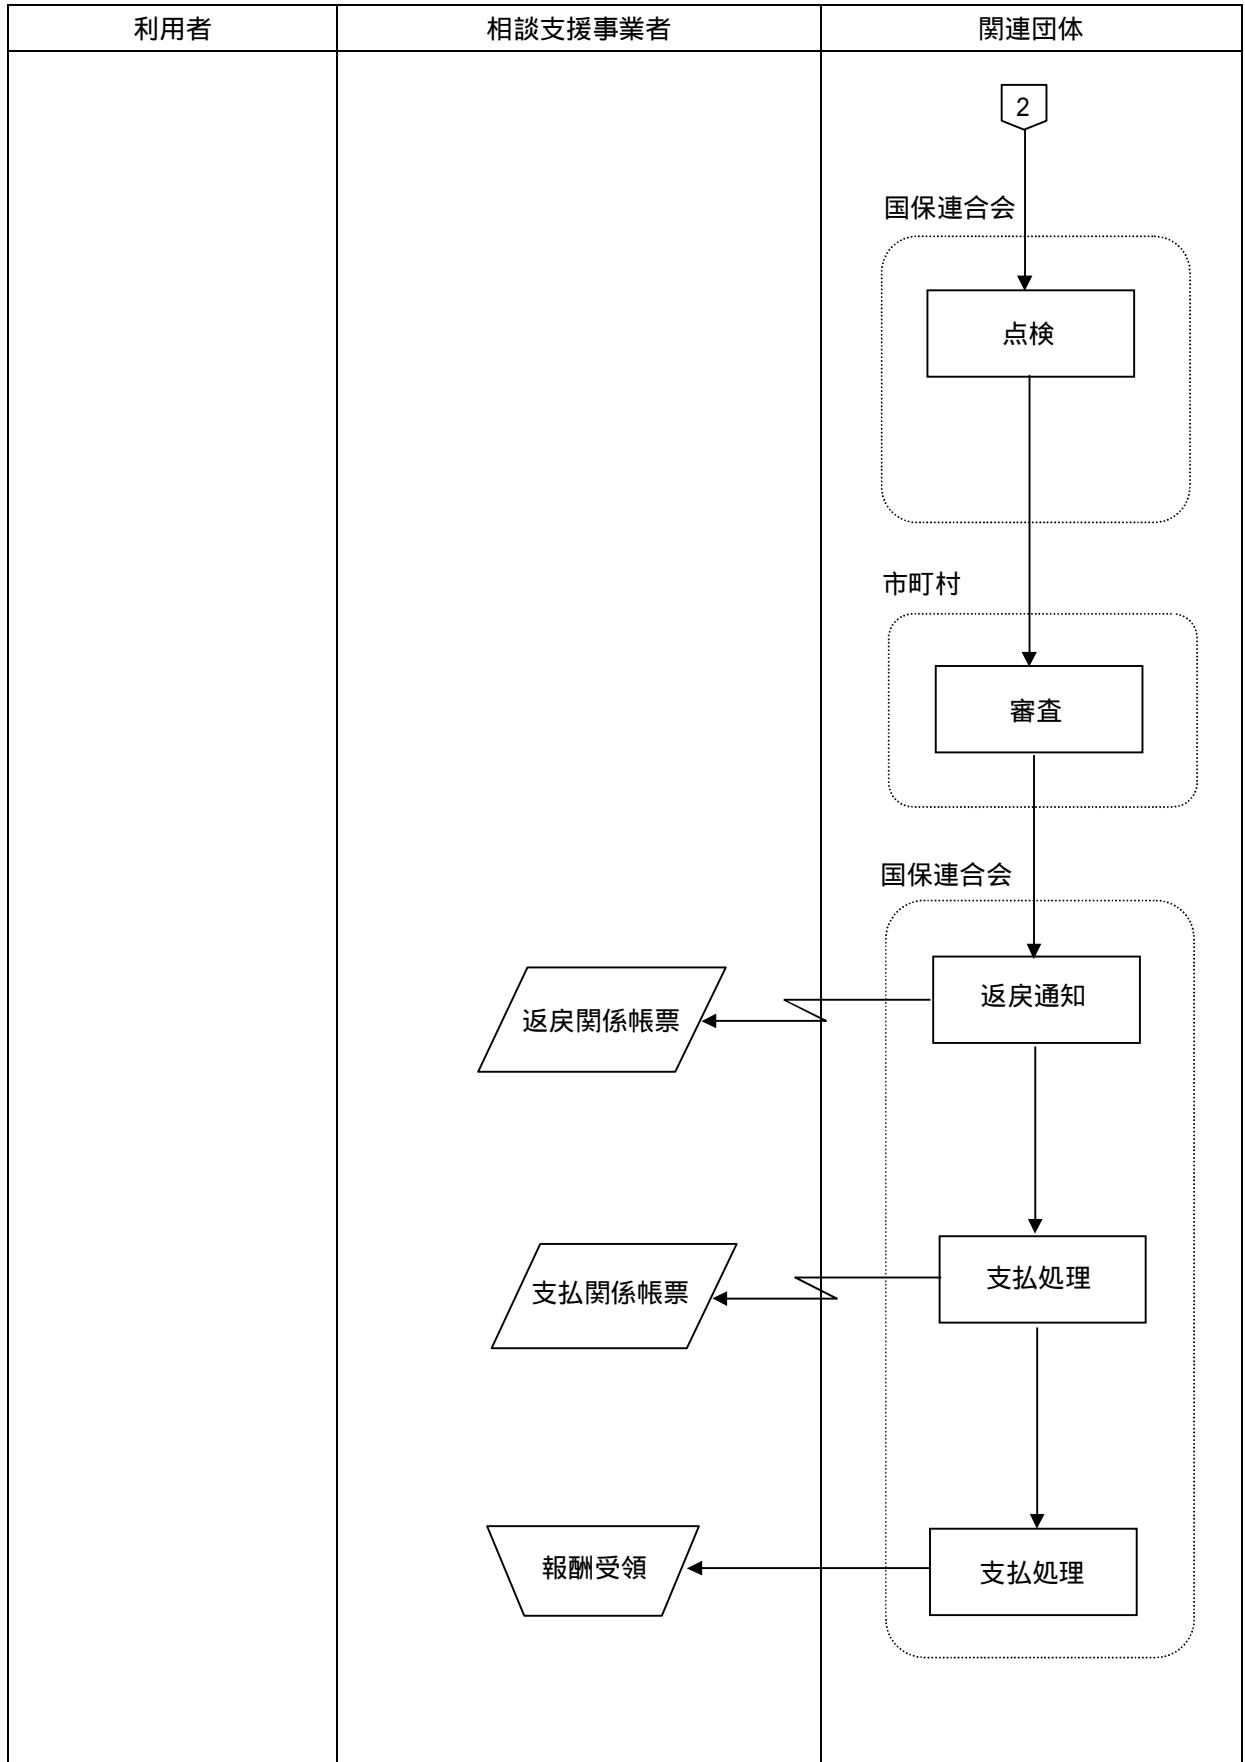 利用者
相談支援事業者
関連団体
2
国保連合会
点検
市町村
審査
国保連合会
返戻通知
返戻関係帳票
支払処理
支払関係帳票
支払処理
報酬受領